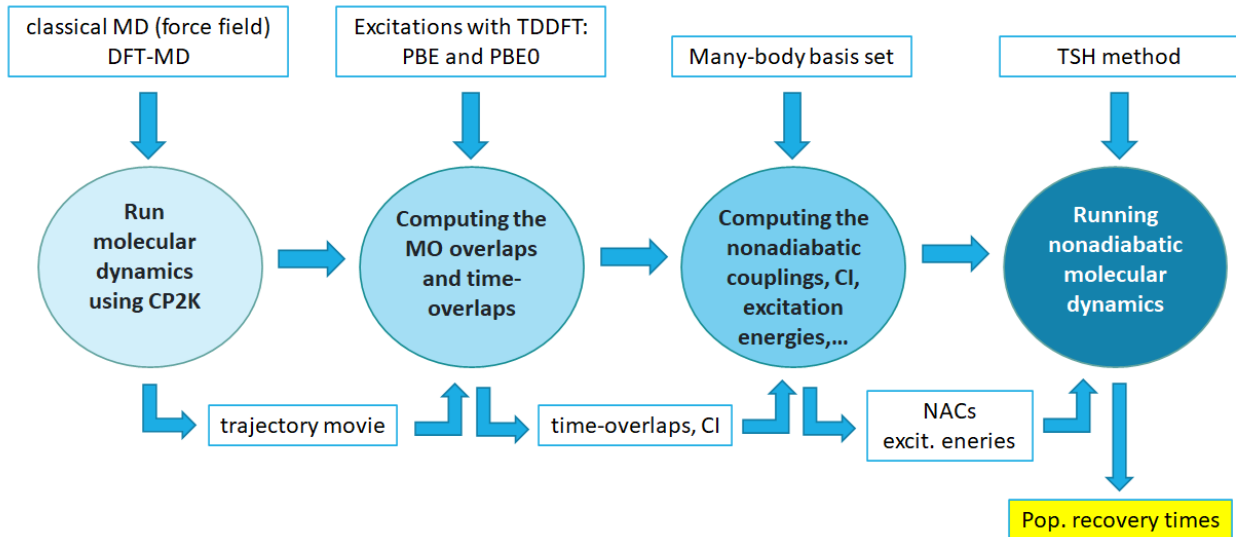 classical MD (force field)
DFT-MD
Excitations with TDDFT:
PBE and PBE0
Many-body basis set
TSH method
Run
molecular
dynamics
using CP2K
Computing the
MO overlaps
and time-
overlaps
Computing the
nonadiabatic
couplings, CI,
excitation
energies,...
Running
nonadiabatic
molecular
dynamics
trajectory movie
time-overlaps, CI
NACs
excit. eneries
Pop. recovery times